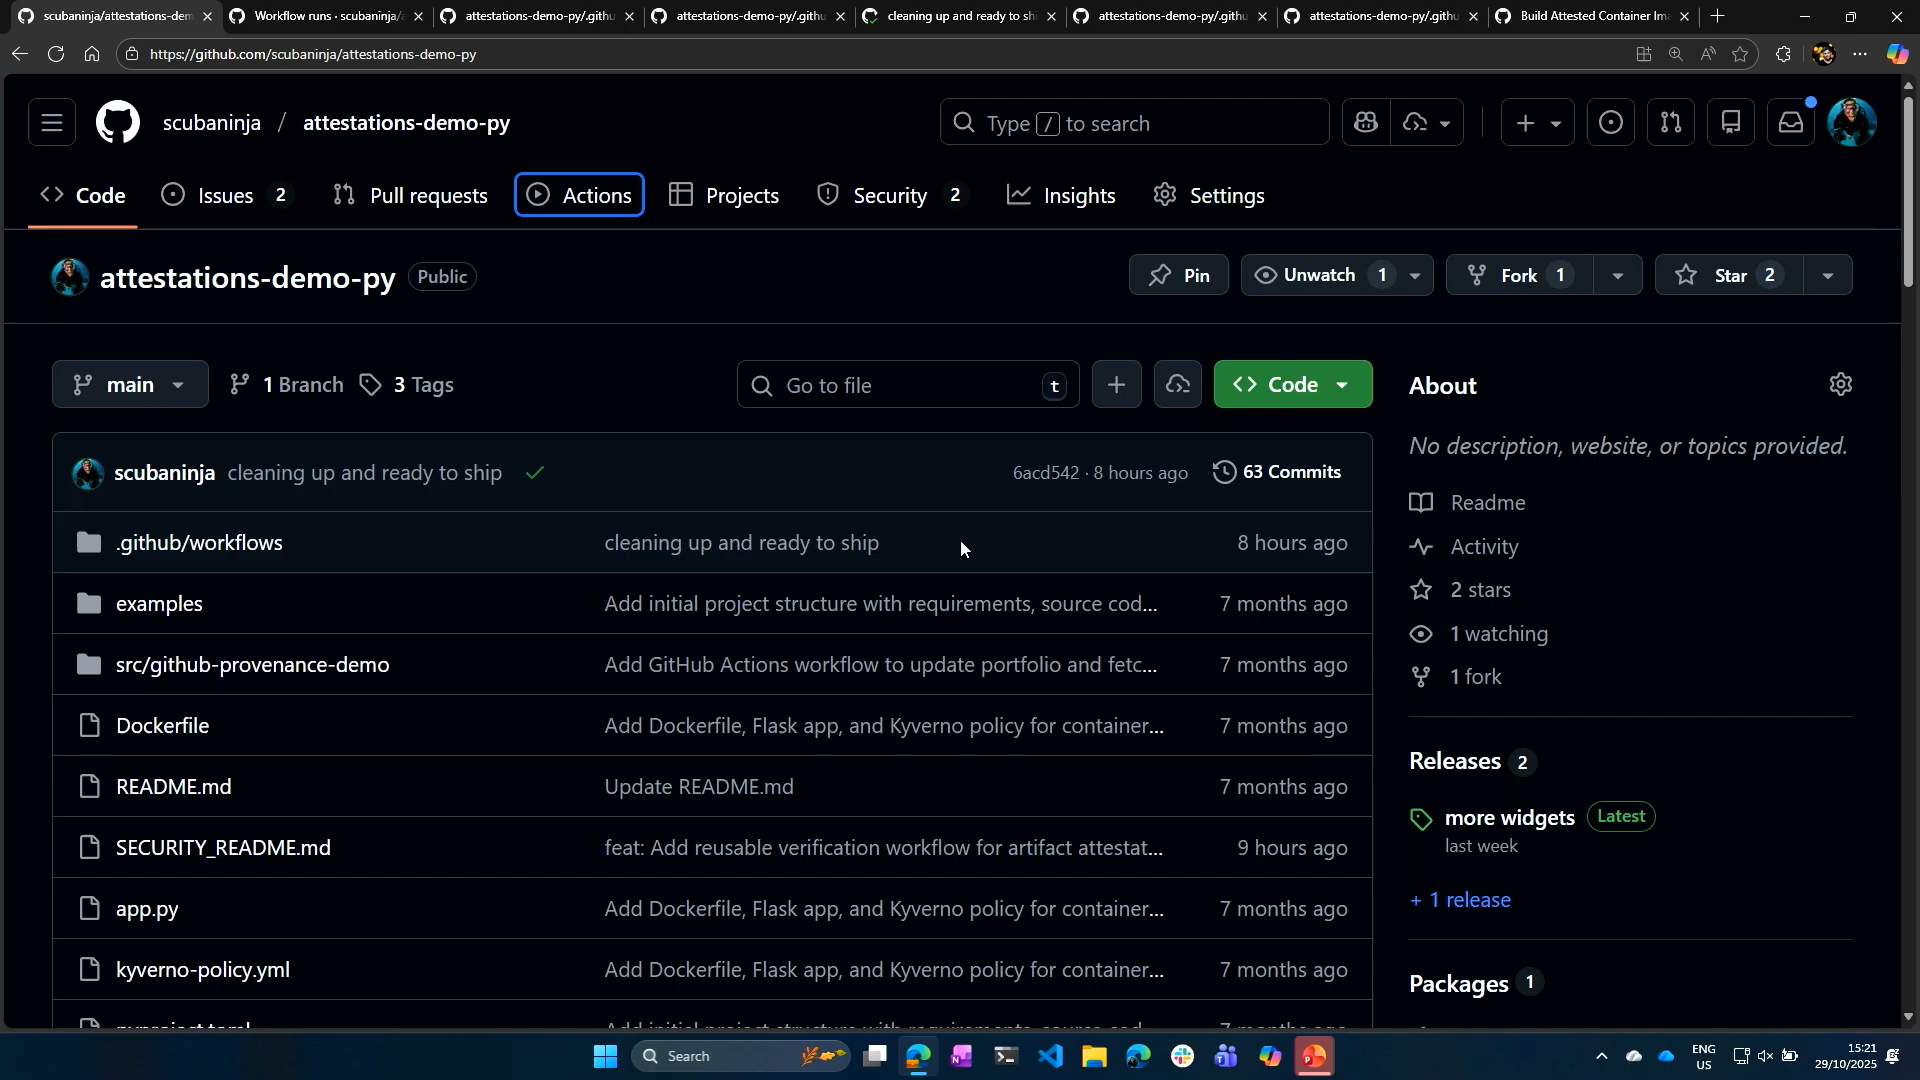 scubaninja/attestations-dem
Workflow runs · scubaninja/
attestations-demo-py/.githu
attestations-demo-py/.githu
cleaning up and ready to sh
attestations-demo-py/.githu
attestations-demo-py/.githu
Build Attested Container Im
https://github.com/scubaninja/attestations-demo-py
scubaninja / attestations-demo-py
Type / to search
Code
Issues 2
Pull requests
Actions
Projects
Security 2
Insights
Settings
attestations-demo-py Public
Pin
Unwatch 1
Fork 1
Star 2
main
1 Branch
3 Tags
Go to file t
Code
About
No description, website, or topics provided.
scubaninja cleaning up and ready to ship
6acd542 · 8 hours ago
63 Commits
.github/workflows cleaning up and ready to ship 8 hours ago
examples Add initial project structure with requirements, source cod... 7 months ago
src/github-provenance-demo Add GitHub Actions workflow to update portfolio and fetc... 7 months ago
Dockerfile Add Dockerfile, Flask app, and Kyverno policy for container... 7 months ago
README.md Update README.md 7 months ago
SECURITY_README.md feat: Add reusable verification workflow for artifact attestat... 9 hours ago
app.py Add Dockerfile, Flask app, and Kyverno policy for container... 7 months ago
kyverno-policy.yml Add Dockerfile, Flask app, and Kyverno policy for container... 7 months ago
Readme
Activity
2 stars
1 watching
1 fork
Releases 2
more widgets Latest
last week
+ 1 release
Packages 1
Search
ENG
US
15:21
29/10/2025